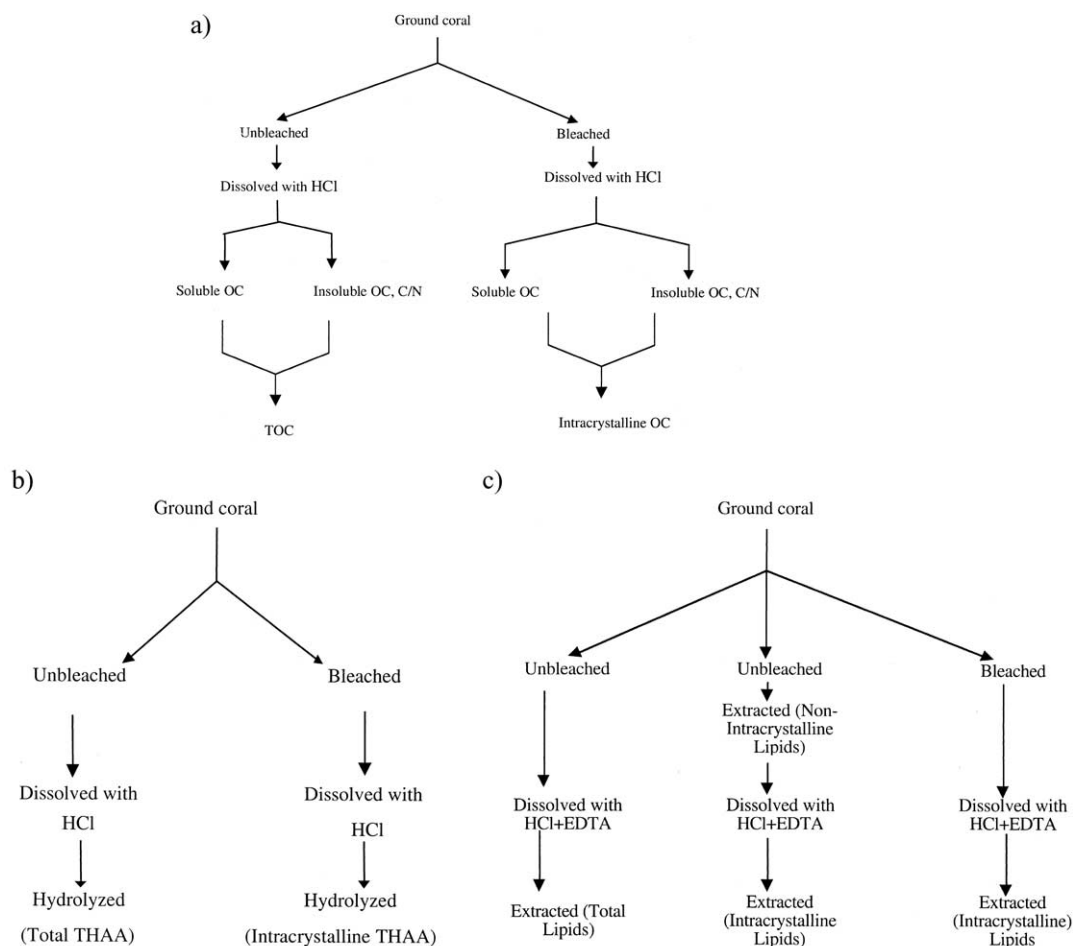 a)
Ground coral
Unbleached
Bleached
Dissolved with HCl
Dissolved with HCl
Soluble OC
Insoluble OC, C/N
Soluble OC
Insoluble OC, C/N
TOC
Intracrystalline OC
b)
Ground coral
Unbleached
Bleached
Dissolved with
HCl
Dissolved with
HCl
Hydrolyzed
(Total THAA)
Hydrolyzed
(Intracrystalline THAA)
c)
Ground coral
Unbleached
Unbleached
Bleached
Extracted (Non-
Intracrystalline
Lipids)
Dissolved with
HCl+EDTA
Dissolved with
HCl+EDTA
Dissolved with
HCl+EDTA
Extracted (Total
Lipids)
Extracted
(Intracrystalline
Lipids)
Extracted
(Intracrystalline) Lipids